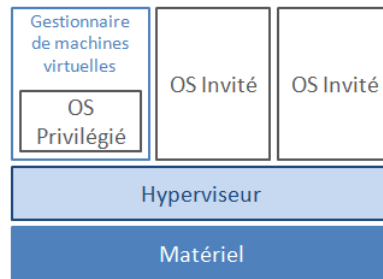 Gestionnaire
de machines
virtuelles
OS
Privilégié
OS Invité
OS Invité
Hyperviseur
Matériel